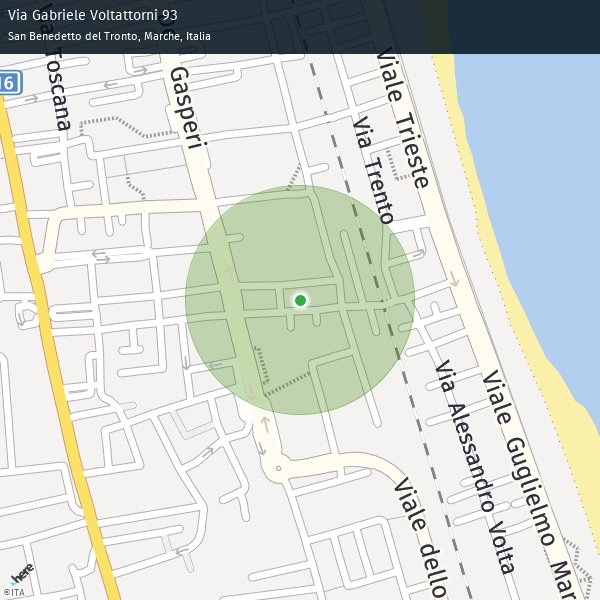 Via Gabriele Voltattorni 93
San Benedetto del Tronto, Marche, Italia
16
Toscana
Gasperi
Viale Trieste
Via Trento
Via Alessandro Volta
Viale Guglielmo Mar
Viale dello
here
©ITA